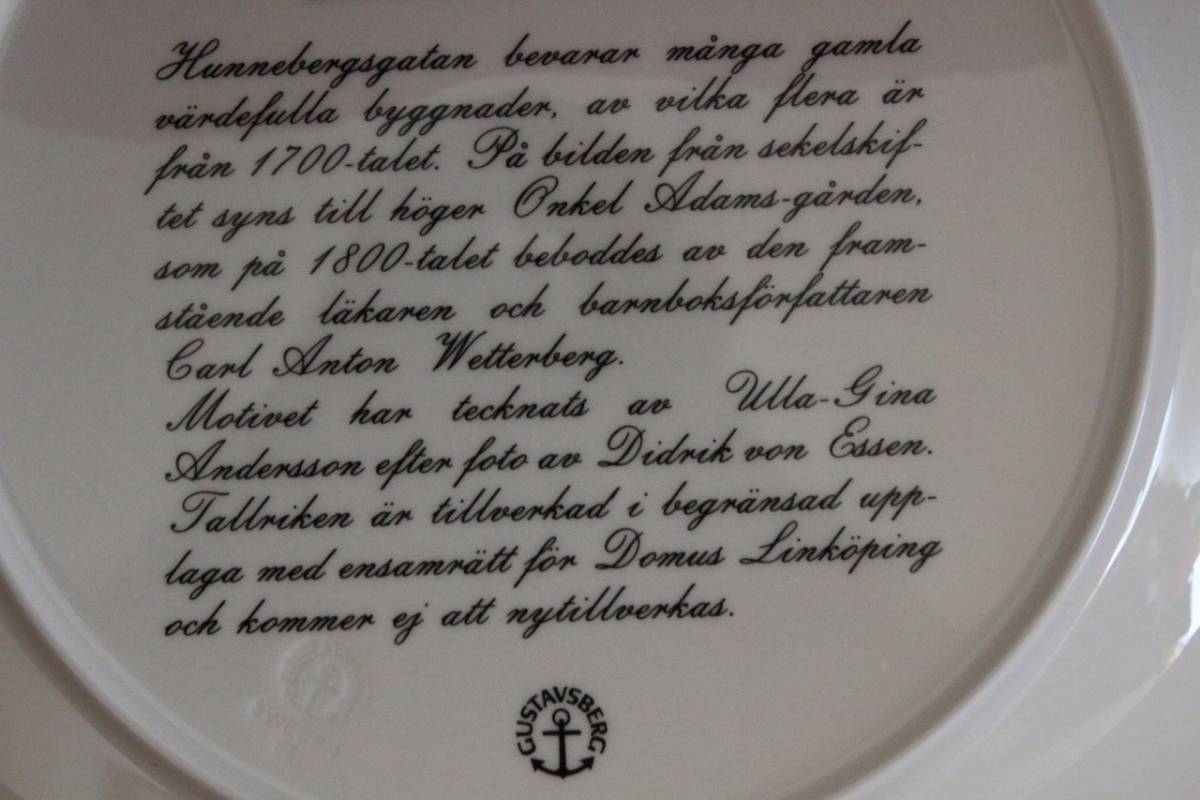 Hunnebergsgatan bevarar många gamla
värdefulla byggnader, av vilka flera är
från 1700-talet. På bilden från sekelskif-
tet syns till höger Onkel Adams-gården,
som på 1800-talet beboddes av den fram-
stående läkaren och barnboksförfattaren
Carl Anton Wetterberg.
Motivet har tecknats av Ulla-Gina
Andersson efter foto av Didrik von Essen.
Tallriken är tillverkad i begränsad upp-
laga med ensamrätt för Domus Linköping
och kommer ej att nytillverkas.
GUSTAVSBERG
SWEDEN